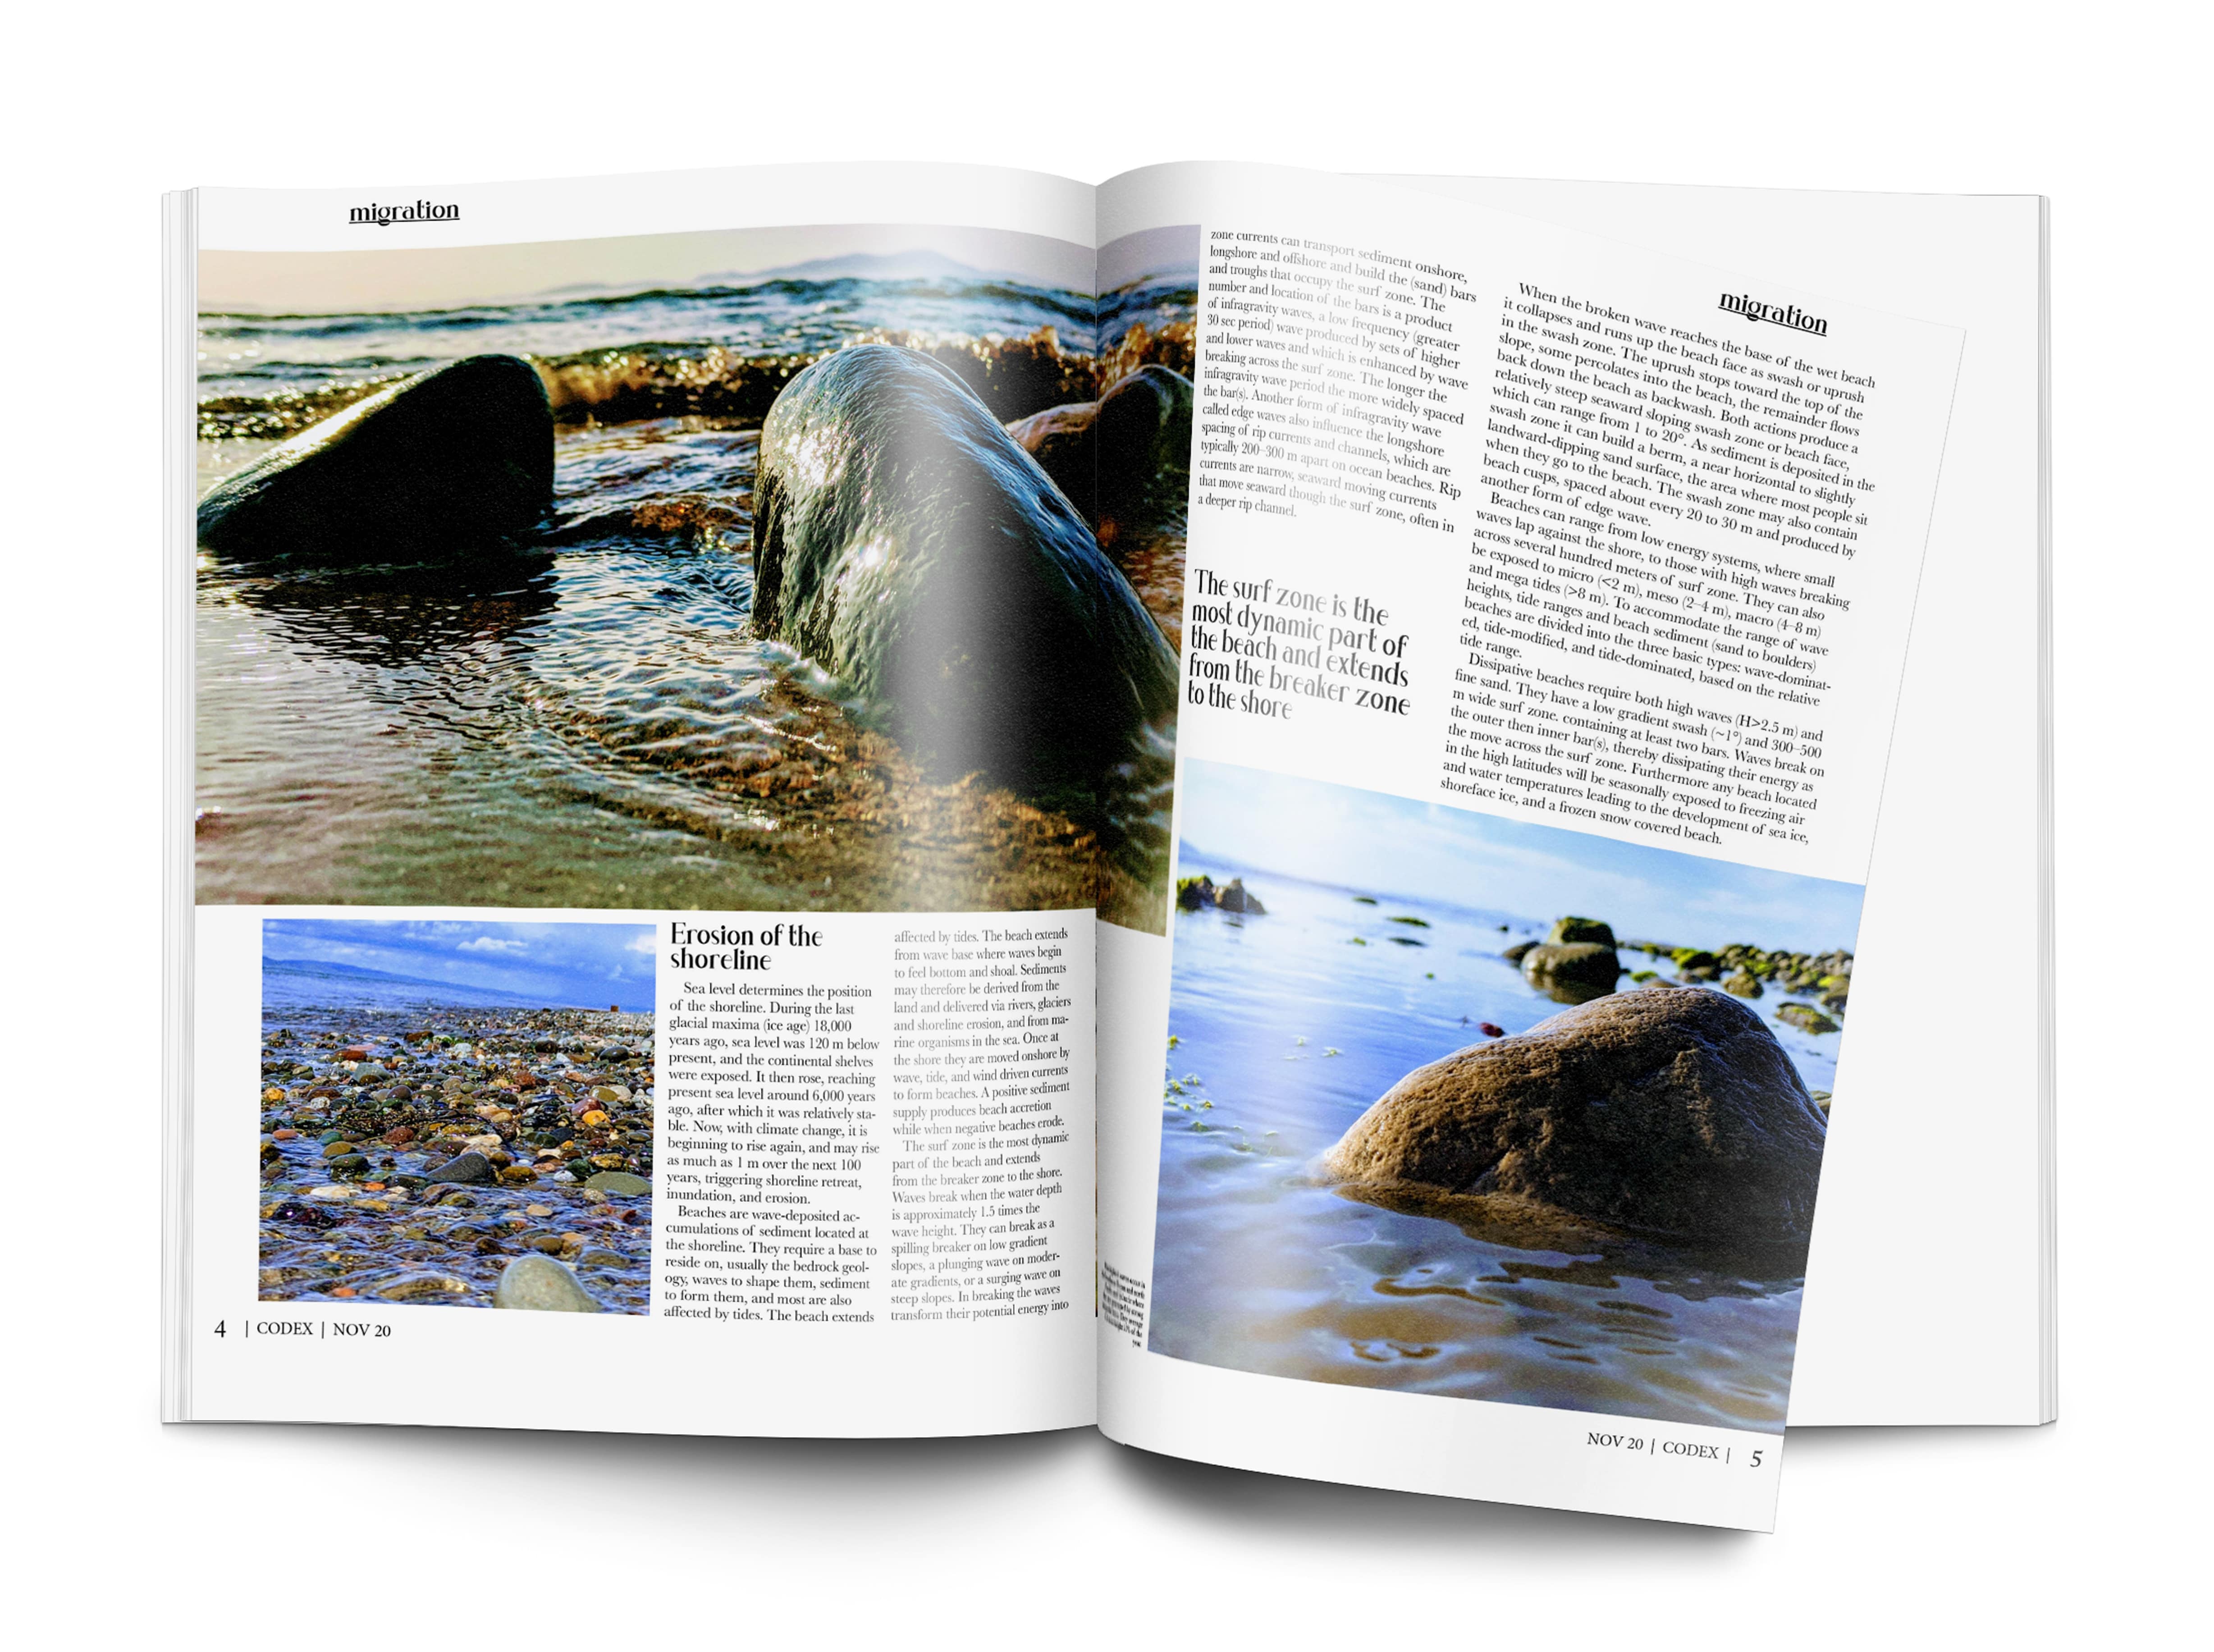 migration
Erosion of the
shoreline
Sea level determines the position
of the shoreline. During the last
glacial maxima (ice age) 18,000
years ago, sea level was 120 m below
present, and the continental shelves
were exposed. It then rose, reaching
present sea level around 6,000 years
ago, after which it was relatively sta-
ble. Now, with climate change, it is
beginning to rise again, and may rise
as much as 1 m over the next 100
years, triggering shoreline retreat,
inundation, and erosion.
Beaches are wave-deposited ac-
cumulations of sediment located at
the shoreline. They require a base to
reside on, usually the bedrock geol-
ogy, waves to shape them, sediment
to form them, and most are also
affected by tides. The beach extends
affected by tides. The beach extends
from wave base where waves begin
to feel bottom and shoal. Sediments
may therefore be derived from the
land and delivered via rivers, glaciers
and shoreline erosion, and from ma-
rine organisms in the sea. Once at
the shore they are moved onshore by
wave, tide, and wind driven currents
to form beaches. A positive sediment
supply produces beach accretion
while when negative beaches erode.
The surf zone is the most dynamic
part of the beach and extends
from the breaker zone to the shore.
Waves break when the water depth
is approximately 1.5 times the
wave height. They can break as a
spilling breaker on low gradient
slopes, a plunging wave on moder-
ate gradients, or a surging wave on
steep slopes. In breaking the waves
transform their potential energy into
4 | CODEX | NOV 20
zone currents can transport sediment onshore,
longshore and offshore and build the (sand) bars
and troughs that occupy the surf zone. The
number and location of the bars is a product
of infragravity waves, a low frequency (greater
30 sec period) wave produced by sets of higher
and lower waves and which is enhanced by wave
breaking across the surf zone. The longer the
infragravity wave period the more widely spaced
the bar(s). Another form of infragravity wave
called edge waves also influence the longshore
spacing of rip currents and channels, which are
typically 200–300 m apart on ocean beaches. Rip
currents are narrow, seaward moving currents
that move seaward though the surf zone, often in
a deeper rip channel.
The surf zone is the
most dynamic part of
the beach and extends
from the breaker zone
to the shore
migration
When the broken wave reaches the base of the wet beach
it collapses and runs up the beach face as swash or uprush
in the swash zone. The uprush stops toward the top of the
slope, some percolates into the beach, the remainder flows
back down the beach as backwash. Both actions produce a
relatively steep seaward sloping swash zone or beach face,
which can range from 1 to 20°. As sediment is deposited in the
swash zone it can build a berm, a near horizontal to slightly
landward-dipping sand surface, the area where most people sit
when they go to the beach. The swash zone may also contain
beach cusps, spaced about every 20 to 30 m and produced by
another form of edge wave.
Beaches can range from low energy systems, where small
waves lap against the shore, to those with high waves breaking
across several hundred meters of surf zone. They can also
be exposed to micro (<2 m), meso (2–4 m), macro (4–8 m)
and mega tides (>8 m). To accommodate the range of wave
heights, tide ranges and beach sediment (sand to boulders)
beaches are divided into the three basic types: wave-dominat-
ed, tide-modified, and tide-dominated, based on the relative
tide range.
Dissipative beaches require both high waves (H>2.5 m) and
fine sand. They have a low gradient swash (~1°) and 300–500
m wide surf zone. containing at least two bars. Waves break on
the outer then inner bar(s), thereby dissipating their energy as
the move across the surf zone. Furthermore any beach located
in the high latitudes will be seasonally exposed to freezing air
and water temperatures leading to the development of sea ice,
shoreface ice, and a frozen snow covered beach.
NOV 20 | CODEX | 5